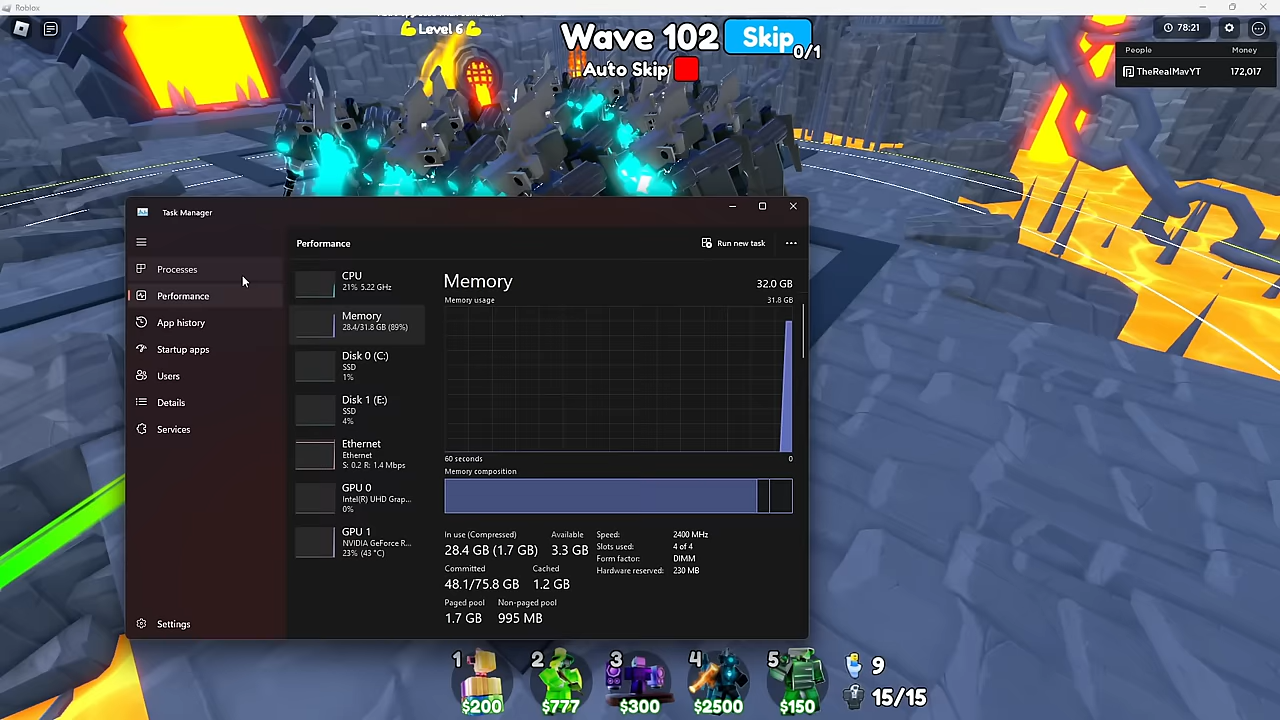 Roblox
Level 6
Wave 102
Skip
0/1
Auto Skip
78:21
People Money
TheRealMavYT 172,017
Task Manager
Processes
Performance
App history
Startup apps
Users
Details
Services
Settings
Performance
Run new task
CPU
21% 5.22 GHz
Memory
28.4/31.8 GB (89%)
Disk 0 (C:)
SSD
1%
Disk 1 (E:)
SSD
4%
Ethernet
Ethernet
S: 0.2 R: 1.4 Mbps
GPU 0
Intel(R) UHD Grap...
0%
GPU 1
NVIDIA GeForce R...
23% (43 °C)
Memory 32.0 GB
Memory usage 31.8 GB
60 seconds 0
Memory composition
In use (Compressed) Available
28.4 GB (1.7 GB) 3.3 GB
Committed Cached
48.1/75.8 GB 1.2 GB
Paged pool Non-paged pool
1.7 GB 995 MB
Speed: 2400 MHz
Slots used: 4 of 4
Form factor: DIMM
Hardware reserved: 230 MB
1 2 3 4 5
$200 $777 $300 $2500 $150
9
15/15